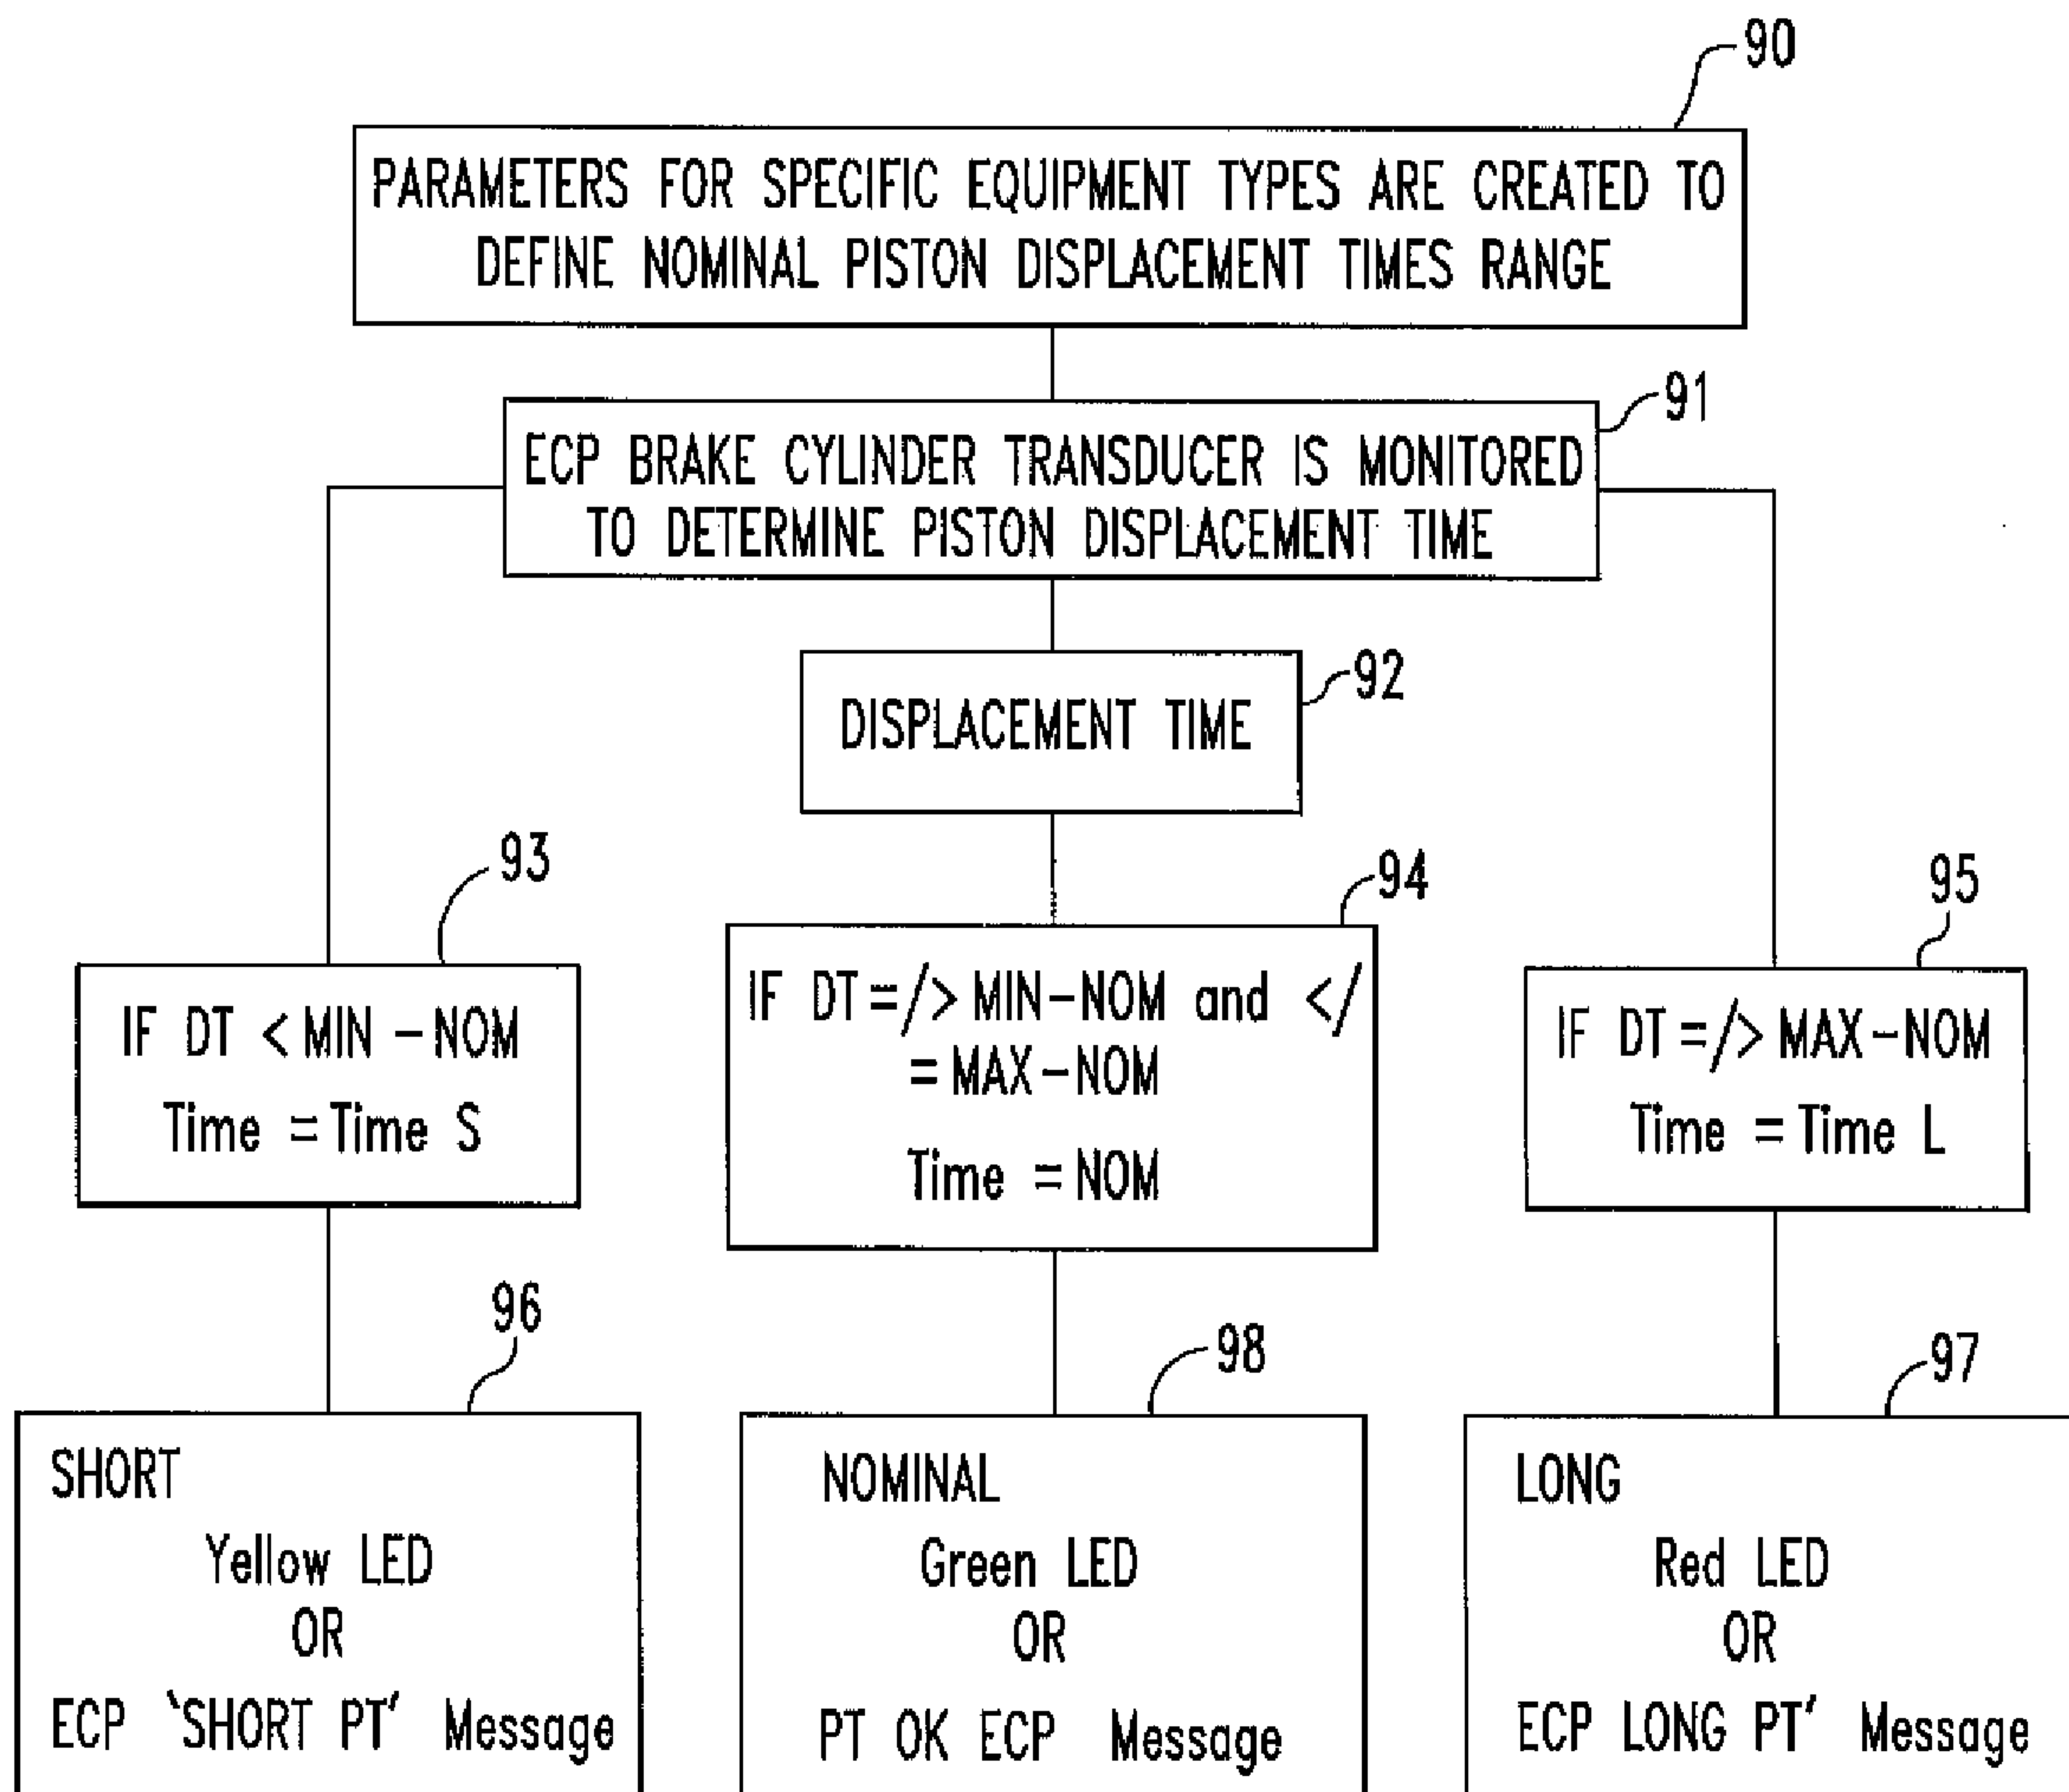 90
PARAMETERS FOR SPECIFIC EQUIPMENT TYPES ARE CREATED TO
DEFINE NOMINAL PISTON DISPLACEMENT TIMES RANGE
91
ECP BRAKE CYLINDER TRANSDUCER IS MONITORED
TO DETERMINE PISTON DISPLACEMENT TIME
92
DISPLACEMENT TIME
93
IF DT < MIN – NOM
Time = Time S
94
IF DT =/> MIN–NOM and </
= MAX–NOM
Time = NOM
95
IF DT =/> MAX–NOM
Time = Time L
96
SHORT
Yellow LED
OR
ECP ‘SHORT PT’ Message
98
NOMINAL
Green LED
OR
PT OK ECP Message
97
LONG
Red LED
OR
ECP LONG PT’ Message